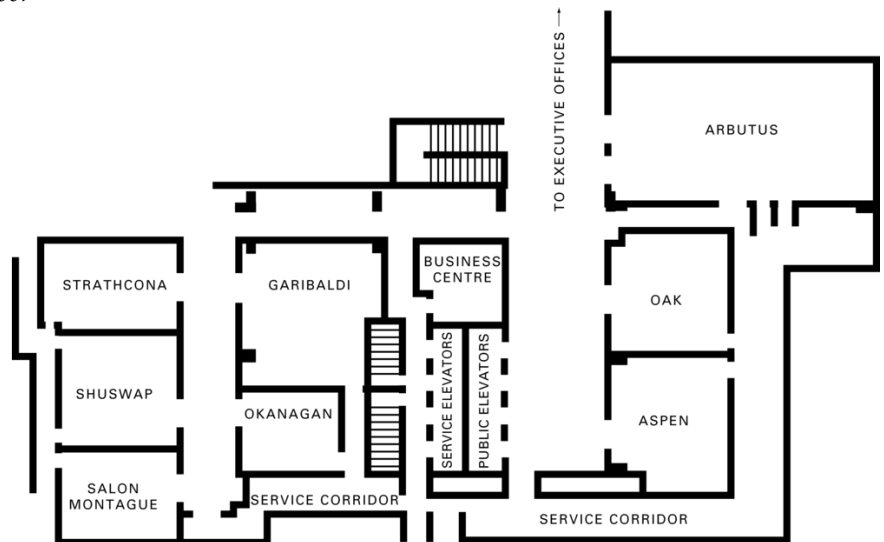 TO EXECUTIVE OFFICES →
ARBUTUS
STRATHCONA
GARIBALDI
BUSINESS
CENTRE
OAK
SHUSWAP
OKANAGAN
SERVICE ELEVATORS
PUBLIC ELEVATORS
ASPEN
SALON
MONTAGUE
SERVICE CORRIDOR
SERVICE CORRIDOR